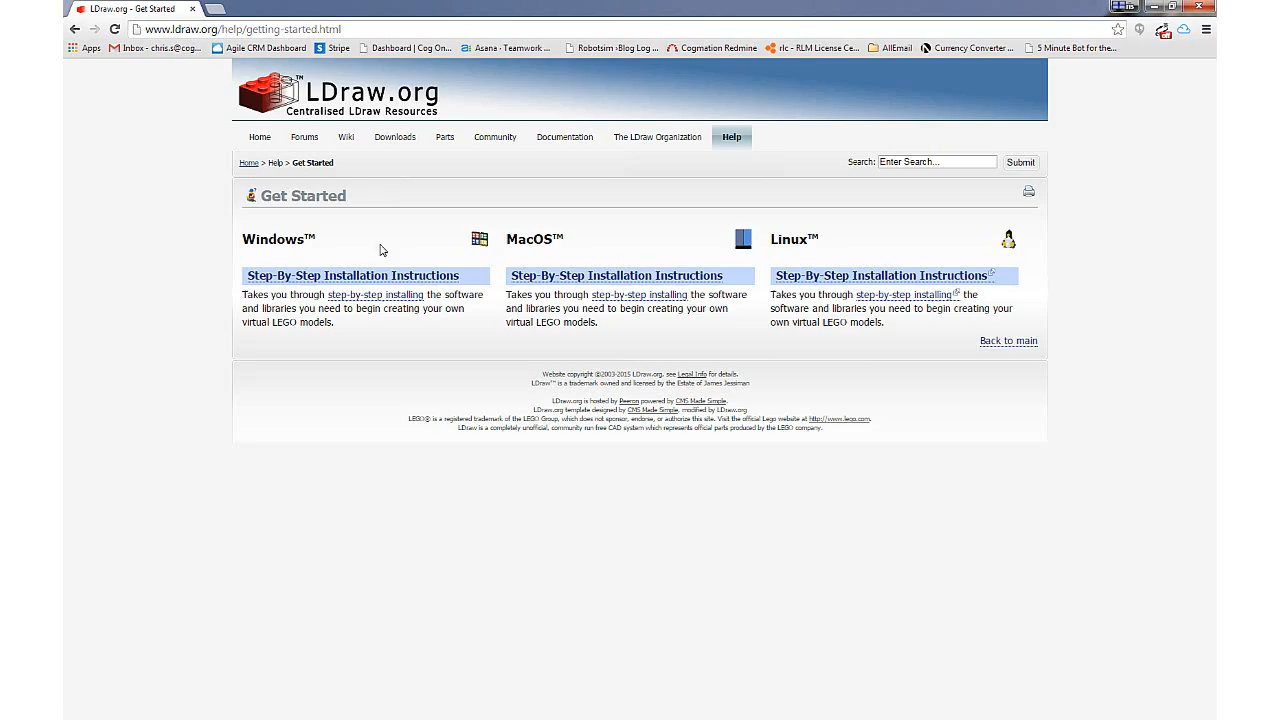 LDraw.org - Get Started
www.ldraw.org/help/getting-started.html
Apps Inbox - chris.s@cog... Agile CRM Dashboard Stripe Dashboard | Cog On... Asana · Teamwork ... Robotsim › Blog Log ... Cogmation Redmine rlc - RLM License Ce... AllEmail Currency Converter ... 5 Minute Bot for the...
LDraw.org™
Centralised LDraw Resources
Home Forums Wiki Downloads Parts Community Documentation The LDraw Organization Help
Home > Help > Get Started Search: Enter Search... Submit
Get Started
Windows™ MacOS™ Linux™
Step-By-Step Installation Instructions Step-By-Step Installation Instructions Step-By-Step Installation Instructions
Takes you through step-by-step installing the software
and libraries you need to begin creating your own
virtual LEGO models.
Takes you through step-by-step installing the software
and libraries you need to begin creating your own
virtual LEGO models.
Takes you through step-by-step installing the
software and libraries you need to begin creating your
own virtual LEGO models.
Back to main
Website copyright ©2003-2015 LDraw.org, see Legal Info for details.
LDraw™ is a trademark owned and licensed by the Estate of James Jessiman
LDraw.org is hosted by Peeron powered by CMS Made Simple.
LDraw.org template designed by CMS Made Simple, modified by LDraw.org
LEGO® is a registered trademark of the LEGO Group, which does not sponsor, endorse, or authorize this site. Visit the official Lego website at http://www.lego.com.
LDraw is a completely unofficial, community run free CAD system which represents official parts produced by the LEGO company.